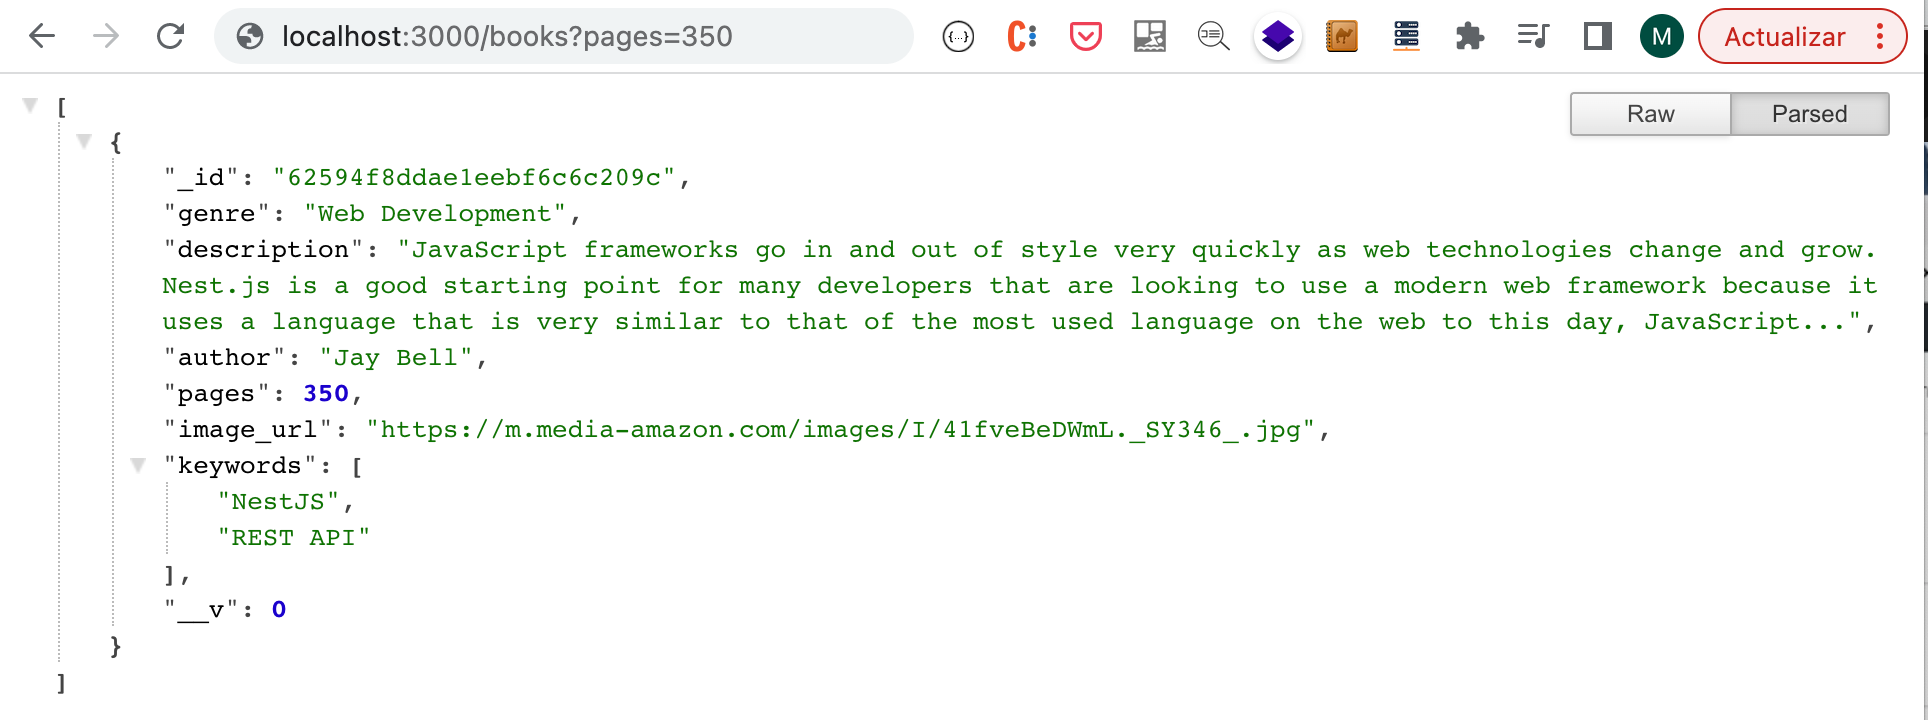 localhost:3000/books?pages=350
{...}
C
M
Actualizar
Raw
Parsed
[
{
"_id": "62594f8ddae1eebf6c6c209c",
"genre": "Web Development",
"description": "JavaScript frameworks go in and out of style very quickly as web technologies change and grow.
Nest.js is a good starting point for many developers that are looking to use a modern web framework because it
uses a language that is very similar to that of the most used language on the web to this day, JavaScript...",
"author": "Jay Bell",
"pages": 350,
"image_url": "https://m.media-amazon.com/images/I/41fveBeDWmL._SY346_.jpg",
"keywords": [
"NestJS",
"REST API"
],
"__v": 0
}
]